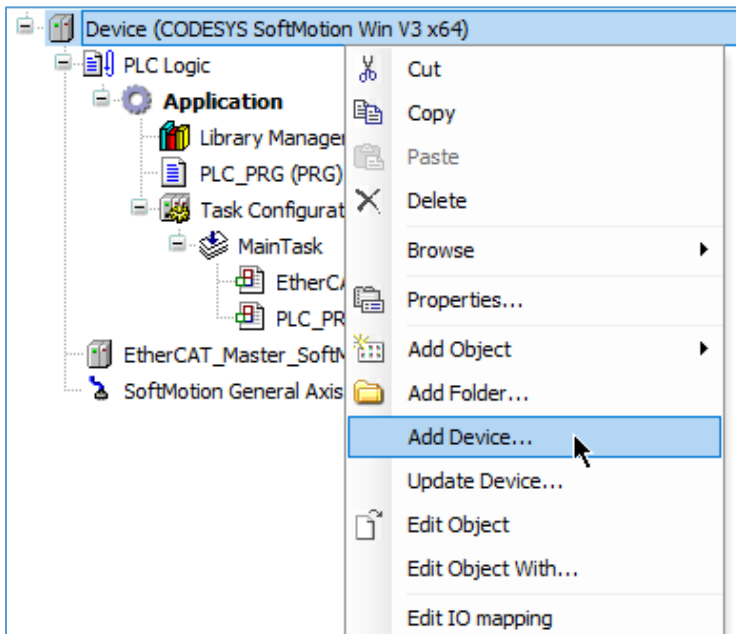 Device (CODESYS SoftMotion Win V3 x64)
PLC Logic
Application
Library Manager
PLC_PRG (PRG)
Task Configurat
MainTask
EtherCA
PLC_PR
EtherCAT_Master_SoftM
SoftMotion General Axis
Cut
Copy
Paste
Delete
Browse
Properties...
Add Object
Add Folder...
Add Device...
Update Device...
Edit Object
Edit Object With...
Edit IO mapping